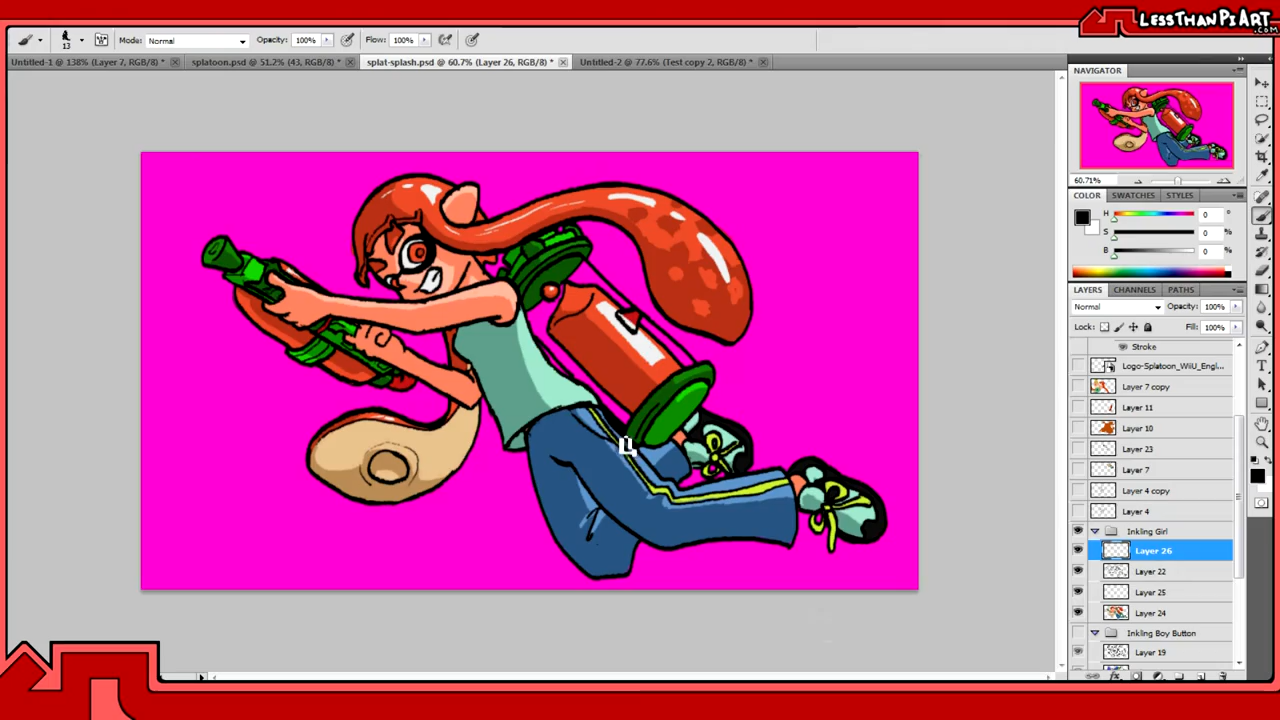 LESSTHANPIART
.COM
13 Mode: Normal Opacity: 100% Flow: 100%
Untitled-1 @ 138% (Layer 7, RGB/8) * splatoon.psd @ 51.2% (43, RGB/8) * splat-splash.psd @ 60.7% (Layer 26, RGB/8) * Untitled-2 @ 77.6% (Test copy 2, RGB/8) *
NAVIGATOR
60.71%
COLOR SWATCHES STYLES
H 0 °
S 0 %
B 0 %
LAYERS CHANNELS PATHS
Normal Opacity: 100%
Lock: Fill: 100%
Stroke
Logo-Splatoon_WiiU_Engl...
Layer 7 copy
Layer 11
Layer 10
Layer 23
Layer 7
Layer 4 copy
Layer 4
Inkling Girl
Layer 26
Layer 22
Layer 25
Layer 24
Inkling Boy Button
Layer 19